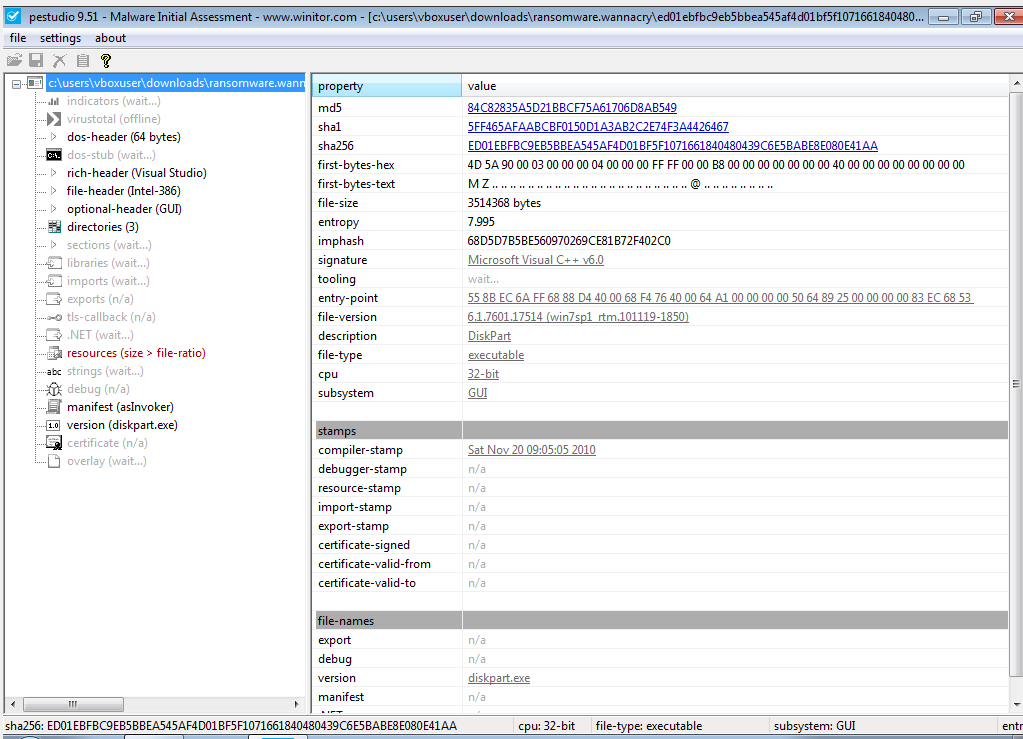 pestudio 9.51 - Malware Initial Assessment - www.winitor.com - [c:\users\vboxuser\downloads\ransomware.wannacry\ed01ebfbc9eb5bbea545af4d01bf5f1071661840480...
file settings about
c:\users\vboxuser\downloads\ransomware.wann
indicators (wait...)
virustotal (offline)
dos-header (64 bytes)
dos-stub (wait...)
rich-header (Visual Studio)
file-header (Intel-386)
optional-header (GUI)
directories (3)
sections (wait...)
libraries (wait...)
imports (wait...)
exports (n/a)
tls-callback (n/a)
.NET (wait...)
resources (size > file-ratio)
abc strings (wait...)
debug (n/a)
manifest (asInvoker)
1.0 version (diskpart.exe)
certificate (n/a)
overlay (wait...)
property value
md5 84C82835A5D21BBCF75A61706D8AB549
sha1 5FF465AFAABCBF0150D1A3AB2C2E74F3A4426467
sha256 ED01EBFBC9EB5BBEA545AF4D01BF5F1071661840480439C6E5BABE8E080E41AA
first-bytes-hex 4D 5A 90 00 03 00 00 00 04 00 00 00 FF FF 00 00 B8 00 00 00 00 00 00 00 40 00 00 00 00 00 00 00
first-bytes-text M Z .. .. .. .. .. .. .. .. .. .. .. .. .. .. .. .. .. .. .. .. .. .. @ .. .. .. .. .. .. ..
file-size 3514368 bytes
entropy 7.995
imphash 68D5D7B5BE560970269CE81B72F402C0
signature Microsoft Visual C++ v6.0
tooling wait...
entry-point 55 8B EC 6A FF 68 88 D4 40 00 68 F4 76 40 00 64 A1 00 00 00 00 50 64 89 25 00 00 00 00 83 EC 68 53
file-version 6.1.7601.17514 (win7sp1_rtm.101119-1850)
description DiskPart
file-type executable
cpu 32-bit
subsystem GUI
stamps
compiler-stamp Sat Nov 20 09:05:05 2010
debugger-stamp n/a
resource-stamp n/a
import-stamp n/a
export-stamp n/a
certificate-signed n/a
certificate-valid-from n/a
certificate-valid-to n/a
file-names
export n/a
debug n/a
version diskpart.exe
manifest n/a
sha256: ED01EBFBC9EB5BBEA545AF4D01BF5F1071661840480439C6E5BABE8E080E41AA cpu: 32-bit file-type: executable subsystem: GUI entr